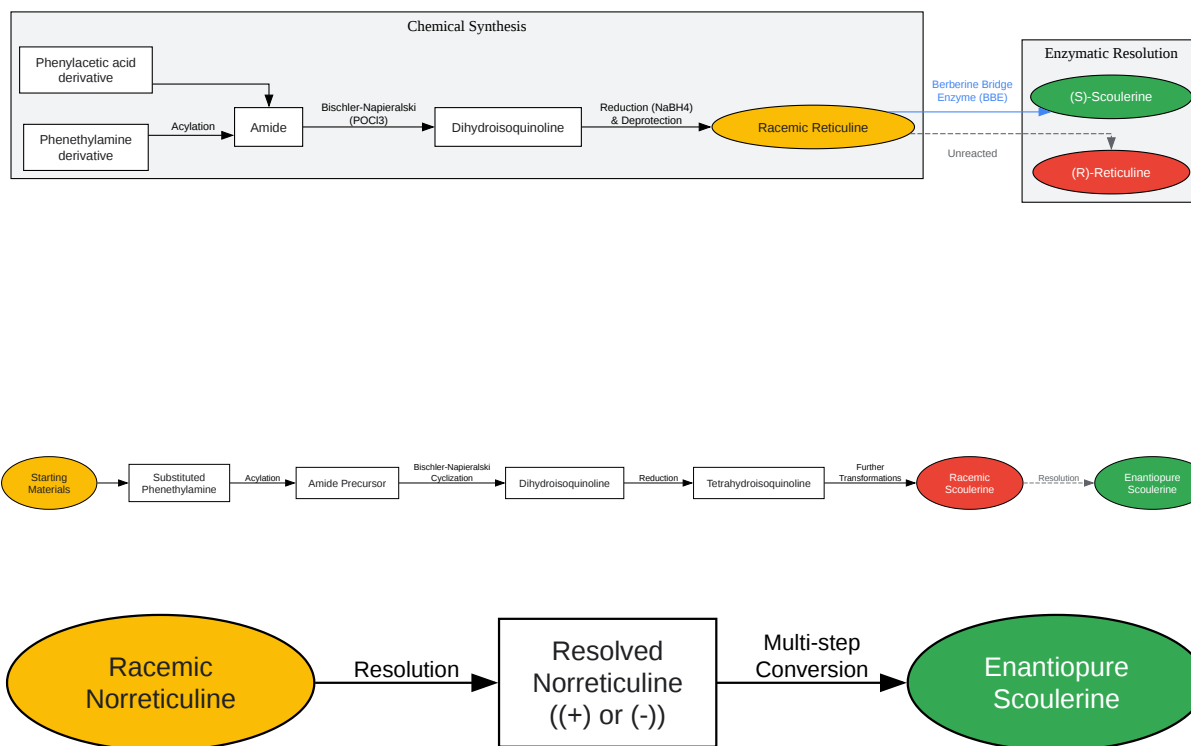 Chemical Synthesis
Phenylacetic acid
derivative
Phenethylamine
derivative
Acylation
Amide
Bischler-Napieralski
(POCl3)
Dihydroisoquinoline
Reduction (NaBH4)
& Deprotection
Racemic Reticuline
Berberine Bridge
Enzyme (BBE)
Unreacted
Enzymatic Resolution
(S)-Scoulerine
(R)-Reticuline
Starting
Materials
Substituted
Phenethylamine
Acylation
Amide Precursor
Bischler-Napieralski
Cyclization
Dihydroisoquinoline
Reduction
Tetrahydroisoquinoline
Further
Transformations
Racemic
Scoulerine
Resolution
Enantiopure
Scoulerine
Racemic
Norreticuline
Resolution
Resolved
Norreticuline
((+) or (-))
Multi-step
Conversion
Enantiopure
Scoulerine